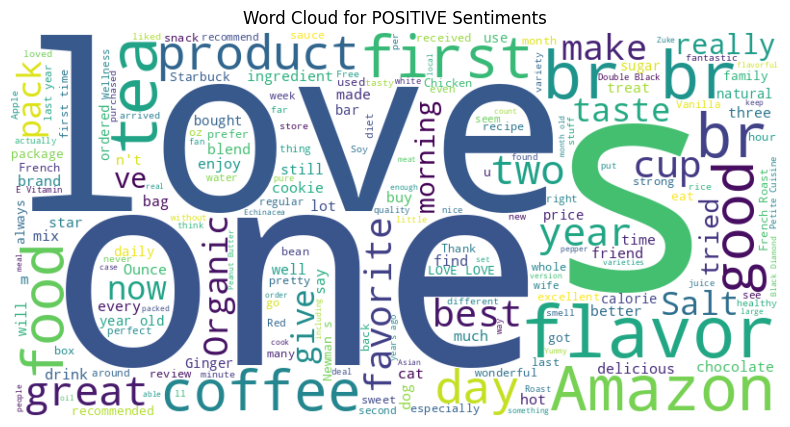 Word Cloud for POSITIVE Sentiments
love
one
s
product
first
br br
br
make
really
tea
pack
food
great
coffee
favorite
Organic
morning
two
cup
taste
year
good
tried
Salt
best
flavor
Amazon
day
give
now
ve
liked
recommend
snack
sauce
received
use
per
month
variety
white
local
tasty
Free
used
even
Chicken
Starbuck
ingredient
Wellness
purchased
ordered
loved
last year
first time
Apple
arrived
actually
package
French
brand
E Vitamin
n't
bought
oz
fan
prefer
blend
enjoy
water
week
far
store
thing
pure
made
bar
diet
Soy
seem
recipe
still
cookie
regular
lot
buy
meat
count
enough
quality
nice
little
bag
star
always
mix
real
without
think
Echinacea
u
found
new
Zuke
flavorful
fantastic
Double Black
sugar
family
treat
natural
Vanilla
three
keep
hour
month old
stuff
put
strong
right
price
eat
rice
French Roast
Petite Cuisine
time
friend
pepper
varieties
whole
wife
calorie
see
juice
healthy
large
Black Diamond
excellent
better
smell
got
last
delicious
chocolate
Yummy
Roast
hot
something
way
different
much
version
set
find
LOVE LOVE
Thank
back
years ago
say
well
pretty
bean
Peanut Butter
including
Newman s
go
order
Red
many
cook
minute
deal
Asian
cat
dog
sweet
second
especially
wonderful
Ginger
review
ll
able
around
drink
box
perfect
year old
every
Ounce
daily
never
case
packed
m
meal
will
people
oil
recommended